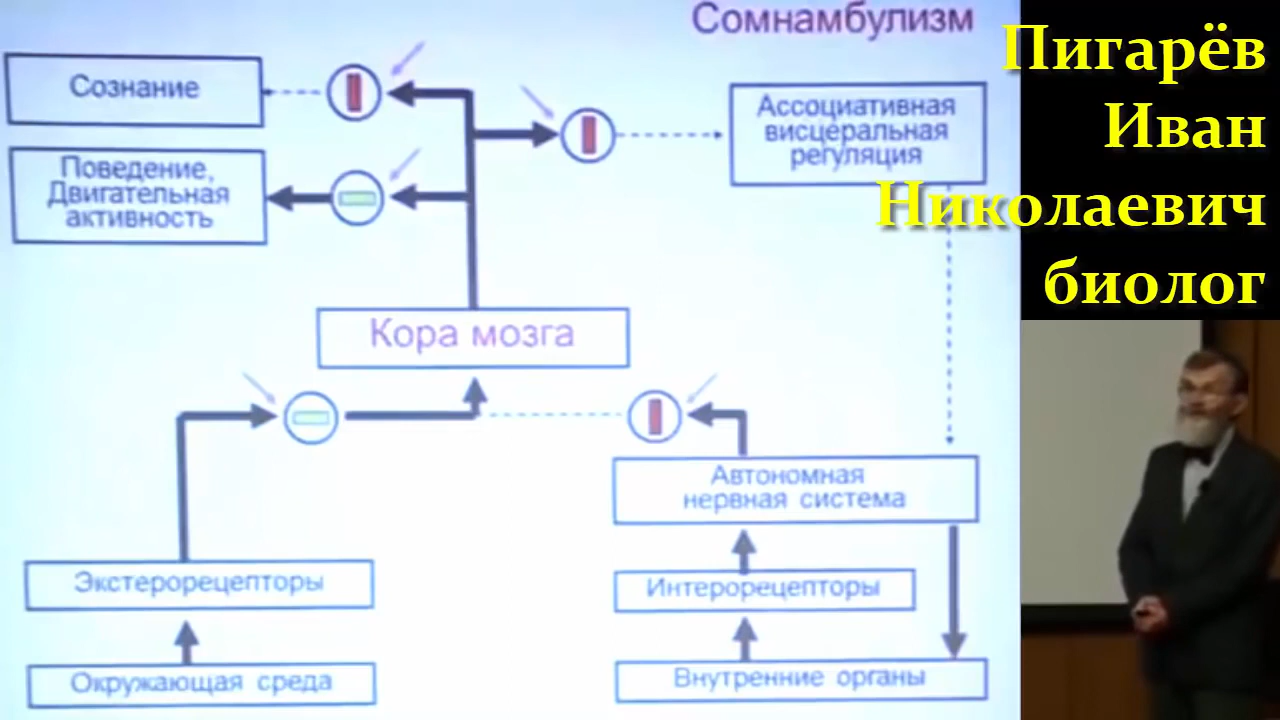 Сомнамбулизм
Пигарёв
Иван
Николаевич
биолог
Сознание
Поведение,
Двигательная
активность
Ассоциативная
висцеральная
регуляция
Кора мозга
Автономная
нервная система
Экстерорецепторы
Интерорецепторы
Окружающая среда
Внутренние органы